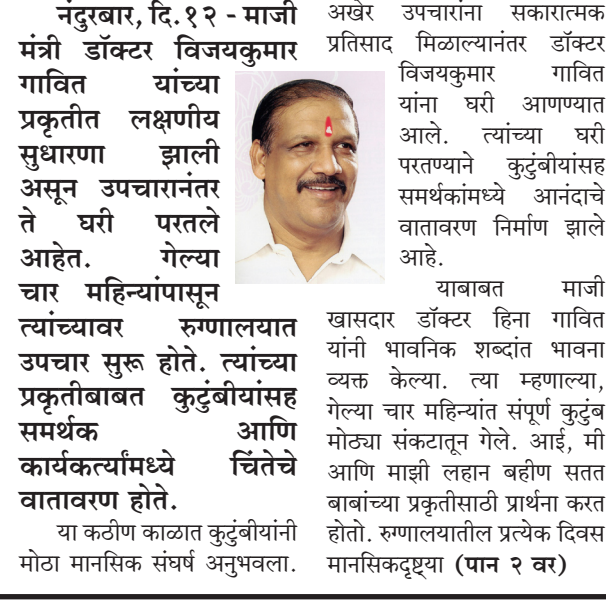 नंदुरबार, दि.१२ - माजी
मंत्री डॉक्टर विजयकुमार
गावित यांच्या
प्रकृतीत लक्षणीय
सुधारणा झाली
असून उपचारानंतर
ते घरी परतले
आहेत. गेल्या
चार महिन्यांपासून
त्यांच्यावर रुग्णालयात
उपचार सुरू होते. त्यांच्या
प्रकृतीबाबत कुटुंबीयांसह
समर्थक आणि
कार्यकर्त्यांमध्ये चिंतेचे
वातावरण होते.
या कठीण काळात कुटुंबीयांनी
मोठा मानसिक संघर्ष अनुभवला.
अखेर उपचारांना सकारात्मक
प्रतिसाद मिळाल्यानंतर डॉक्टर
विजयकुमार गावित
यांना घरी आणण्यात
आले. त्यांच्या घरी
परतण्याने कुटुंबीयांसह
समर्थकांमध्ये आनंदाचे
वातावरण निर्माण झाले
आहे.
याबाबत माजी
खासदार डॉक्टर हिना गावित
यांनी भावनिक शब्दांत भावना
व्यक्त केल्या. त्या म्हणाल्या,
गेल्या चार महिन्यांत संपूर्ण कुटुंब
मोठ्या संकटातून गेले. आई, मी
आणि माझी लहान बहीण सतत
बाबांच्या प्रकृतीसाठी प्रार्थना करत
होतो. रुग्णालयातील प्रत्येक दिवस
मानसिकदृष्ट्या (पान २ वर)